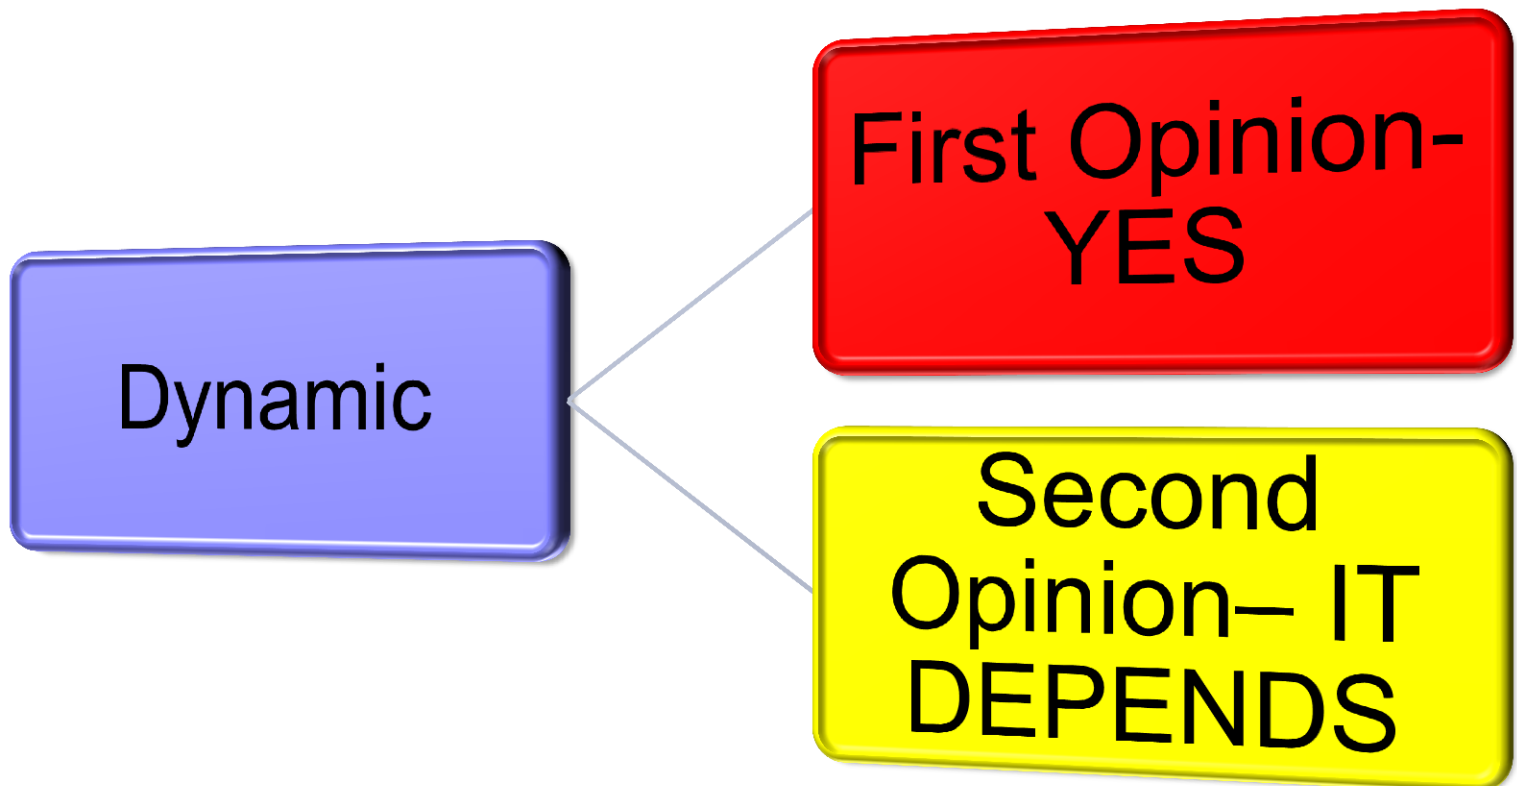 Dynamic
First Opinion-
YES
Second
Opinion– IT
DEPENDS